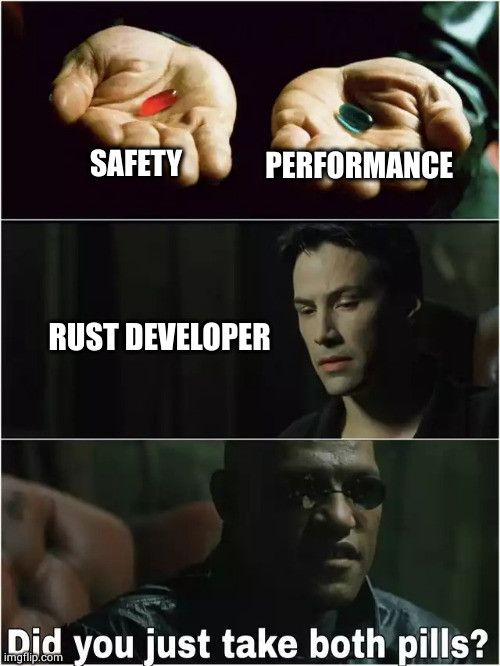 SAFETY
PERFORMANCE
RUST DEVELOPER
Did you just take both pills?
imgflip.com